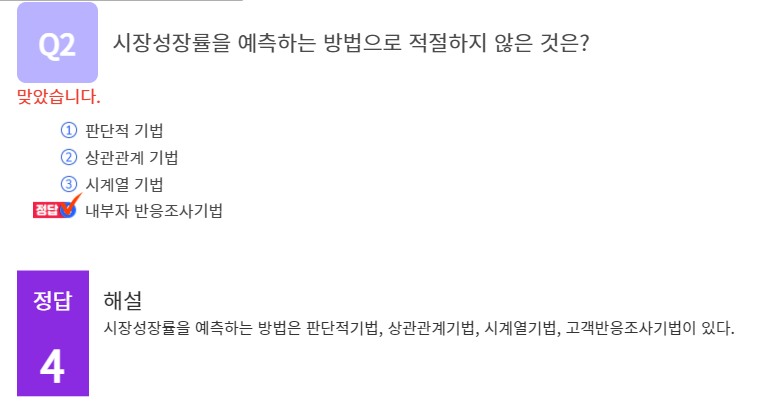 Q2 시장성장률을 예측하는 방법으로 적절하지 않은 것은?
맞았습니다.
① 판단적 기법
② 상관관계 기법
③ 시계열 기법
정답 내부자 반응조사기법
정답 해설
시장성장률을 예측하는 방법은 판단적기법, 상관관계기법, 시계열기법, 고객반응조사기법이 있다.
4